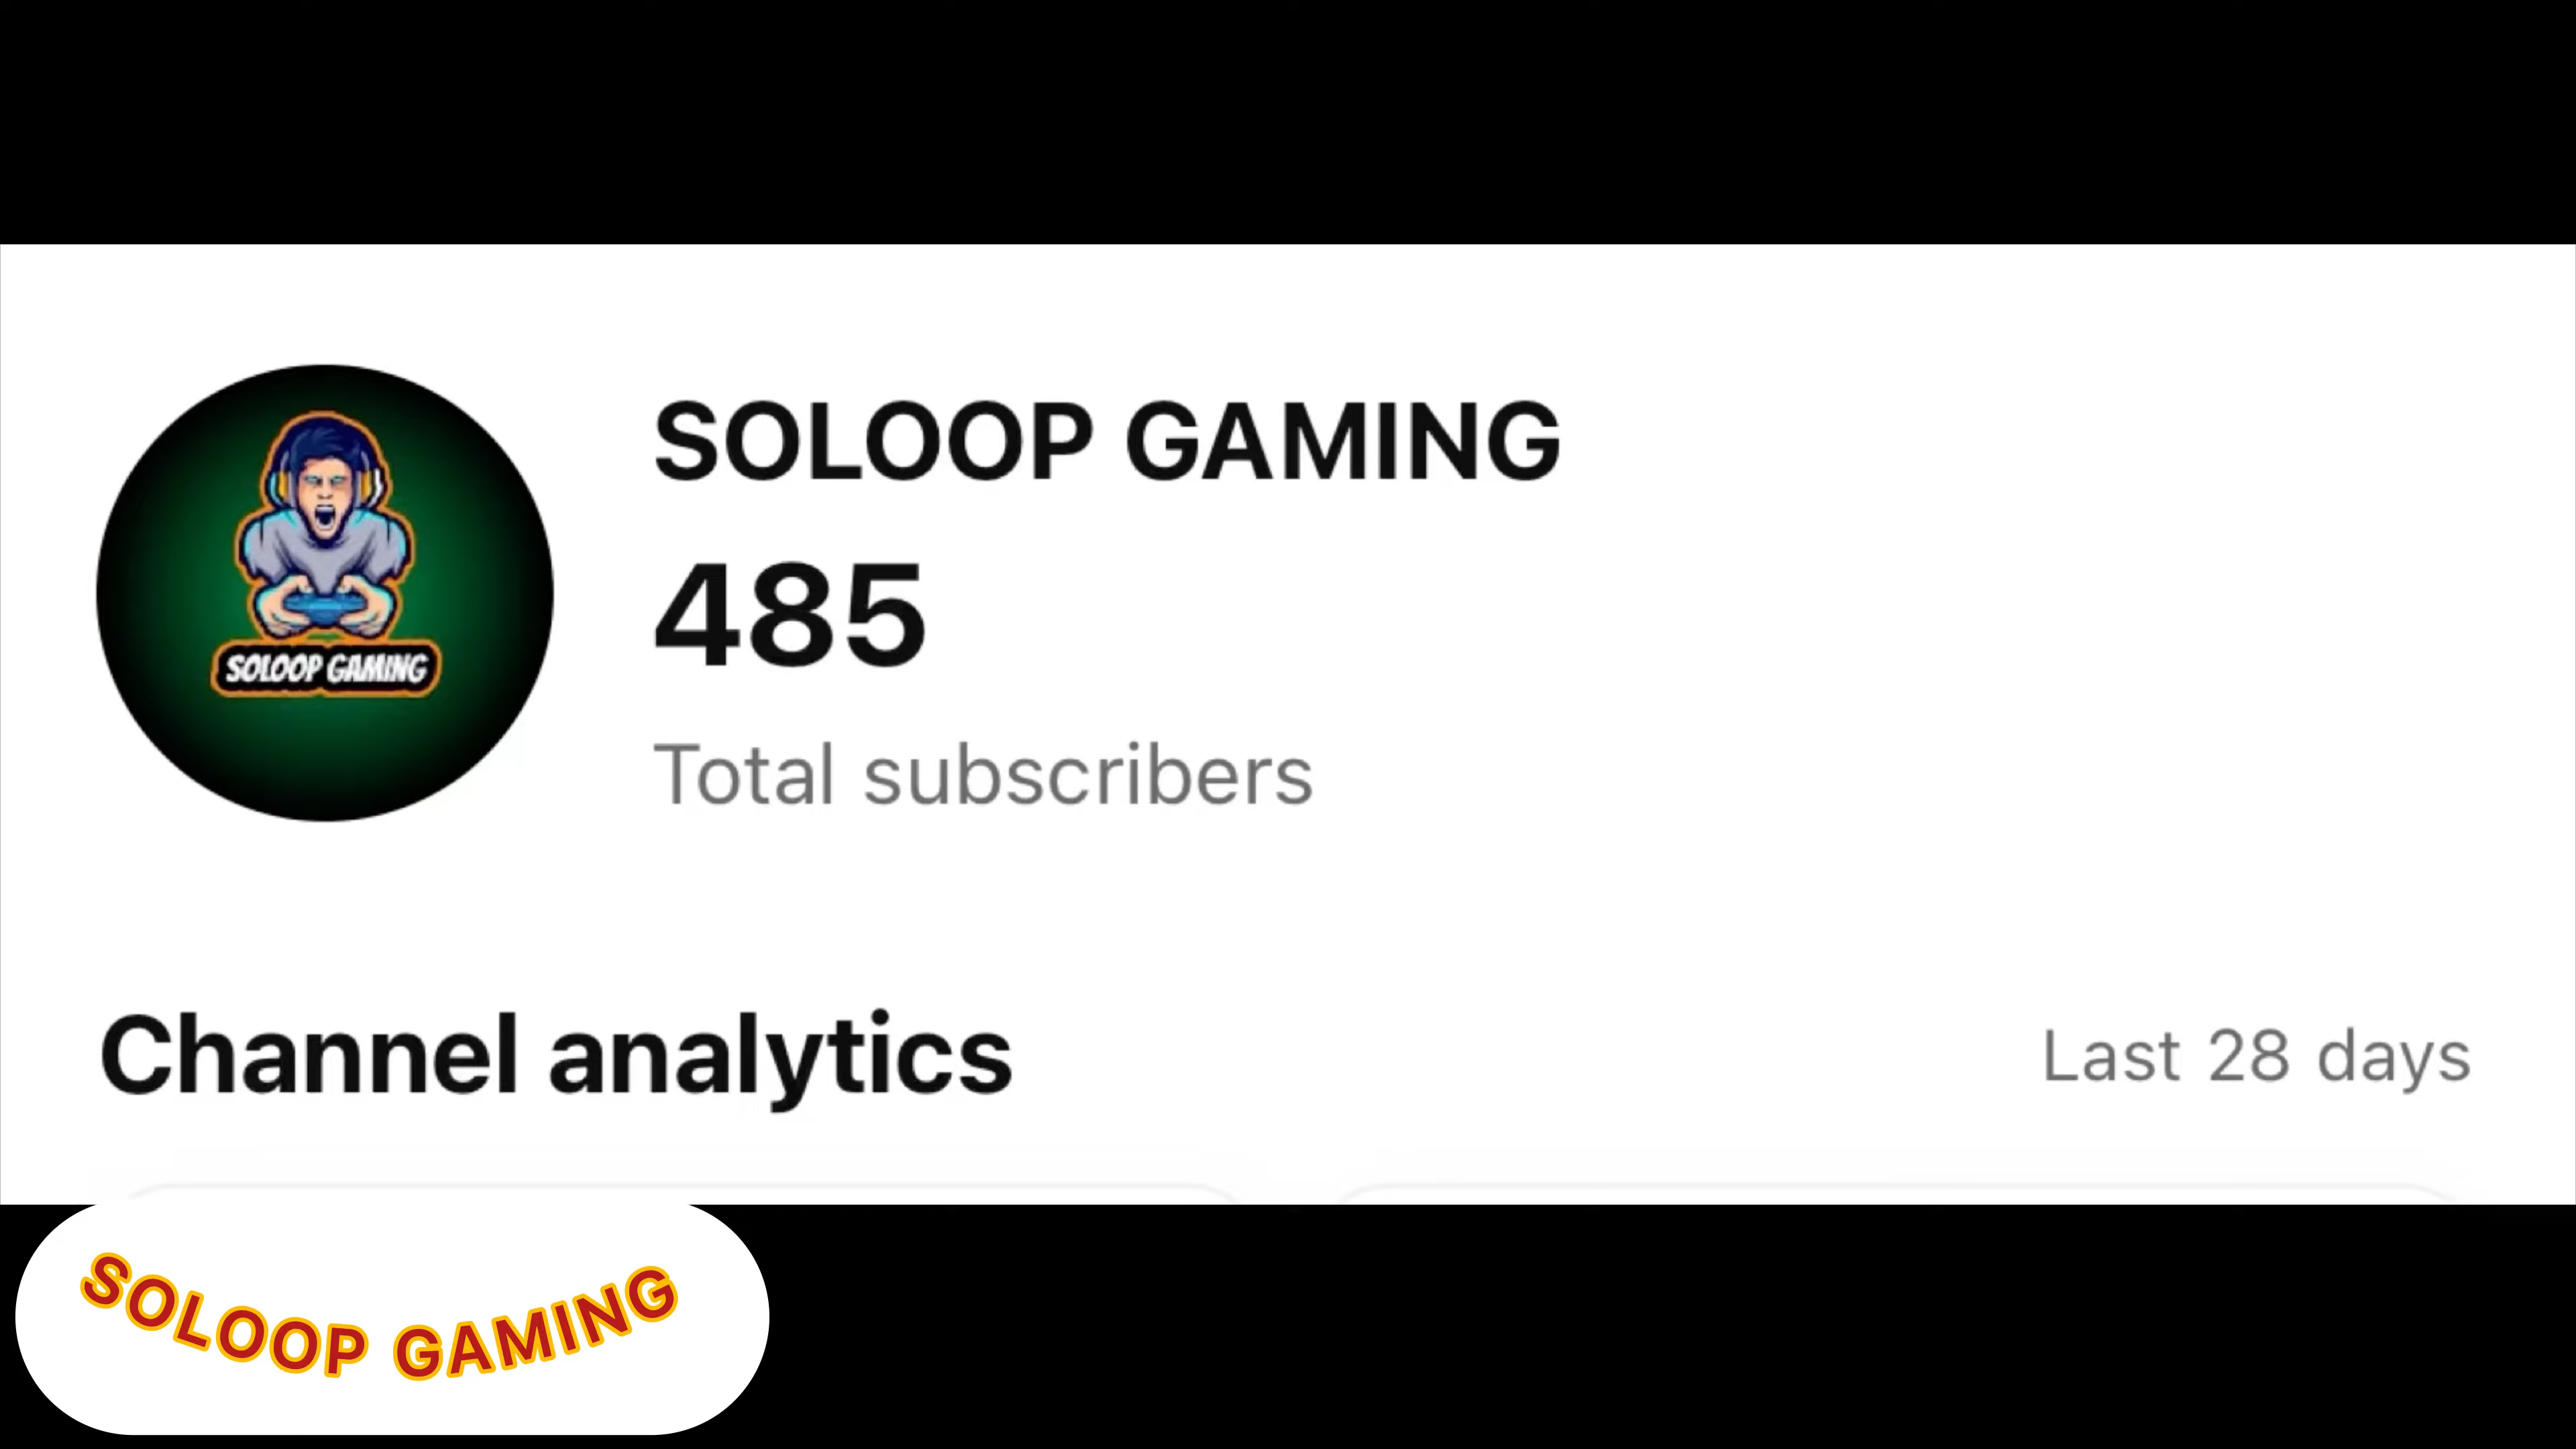 SOLOOP GAMING
SOLOOP GAMING
485
Total subscribers
Channel analytics
Last 28 days
SOLOOP GAMING